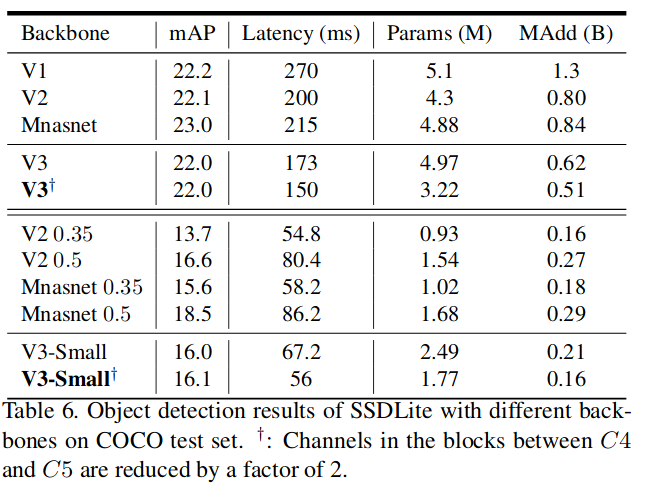 Backbone mAP Latency (ms) Params (M) MAdd (B)
V1 22.2 270 5.1 1.3
V2 22.1 200 4.3 0.80
Mnasnet 23.0 215 4.88 0.84
V3 22.0 173 4.97 0.62
V3† 22.0 150 3.22 0.51
V2 0.35 13.7 54.8 0.93 0.16
V2 0.5 16.6 80.4 1.54 0.27
Mnasnet 0.35 15.6 58.2 1.02 0.18
Mnasnet 0.5 18.5 86.2 1.68 0.29
V3-Small 16.0 67.2 2.49 0.21
V3-Small† 16.1 56 1.77 0.16
Table 6. Object detection results of SSDLite with different back-
bones on COCO test set. †: Channels in the blocks between C4
and C5 are reduced by a factor of 2.